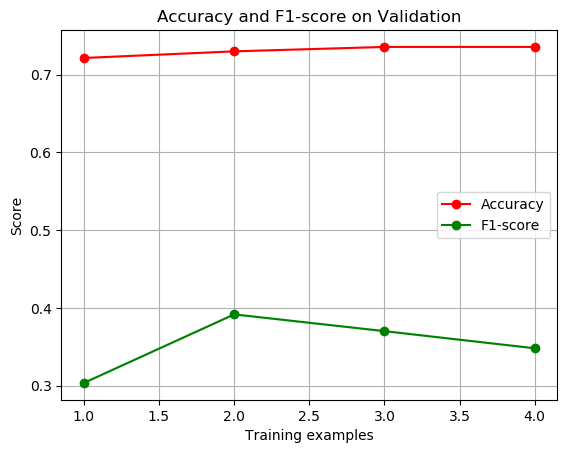 Accuracy and F1-score on Validation
0.7
0.6
0.5
0.4
0.3
Score
Accuracy
F1-score
1.0 1.5 2.0 2.5 3.0 3.5 4.0
Training examples